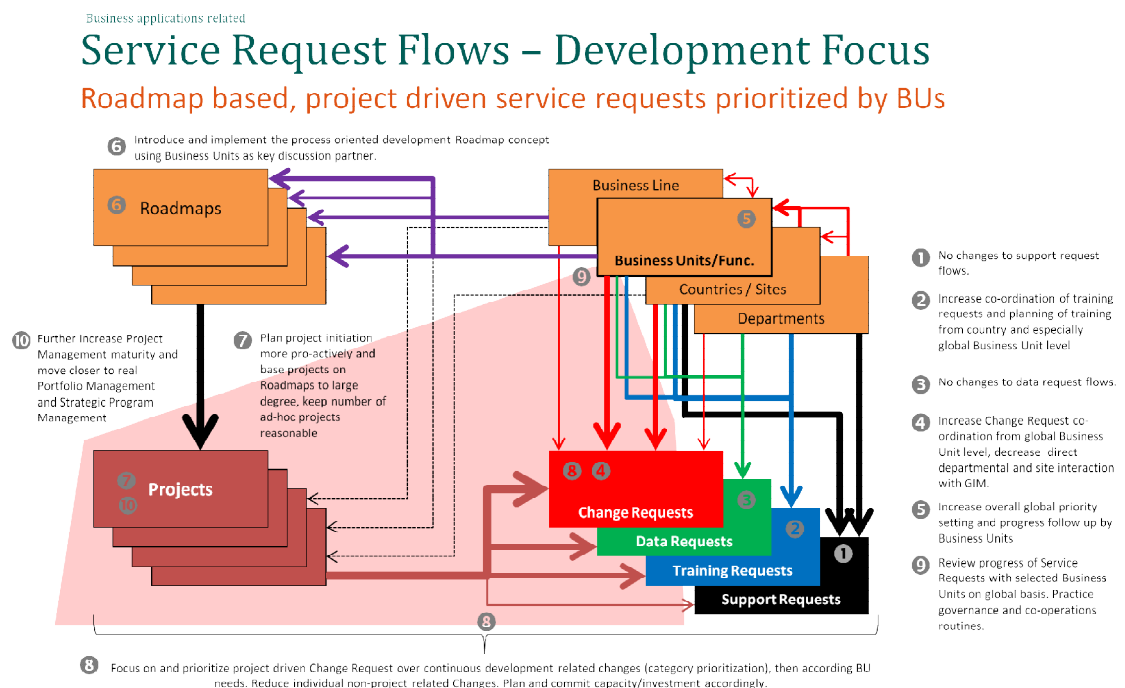 Business applications related
Service Request Flows – Development Focus
Roadmap based, project driven service requests prioritized by BUs
6 Introduce and implement the process oriented development Roadmap concept
using Business Units as key discussion partner.
6 Roadmaps
Business Line
5
Business Units/Func.
9
Countries / Sites
Departments
10 Further Increase Project
Management maturity and
move closer to real
Portfolio Management
and Strategic Program
Management
7 Plan project initiation
more pro-actively and
base projects on
Roadmaps to large
degree, keep number of
ad-hoc projects
reasonable
7
10
Projects
8 4
Change Requests
3
Data Requests
2
Training Requests
1
Support Requests
8
1 No changes to support request
flows.
2 Increase co-ordination of training
requests and planning of training
from country and especially
global Business Unit level
3 No changes to data request flows.
4 Increase Change Request co-
ordination from global Business
Unit level, decrease direct
departmental and site interaction
with GIM.
5 Increase overall global priority
setting and progress follow up by
Business Units
9 Review progress of Service
Requests with selected Business
Units on global basis. Practice
governance and co-operations
routines.
8 Focus on and prioritize project driven Change Request over continuous development related changes (category prioritization), then according BU
needs. Reduce individual non-project related Changes. Plan and commit capacity/investment accordingly.